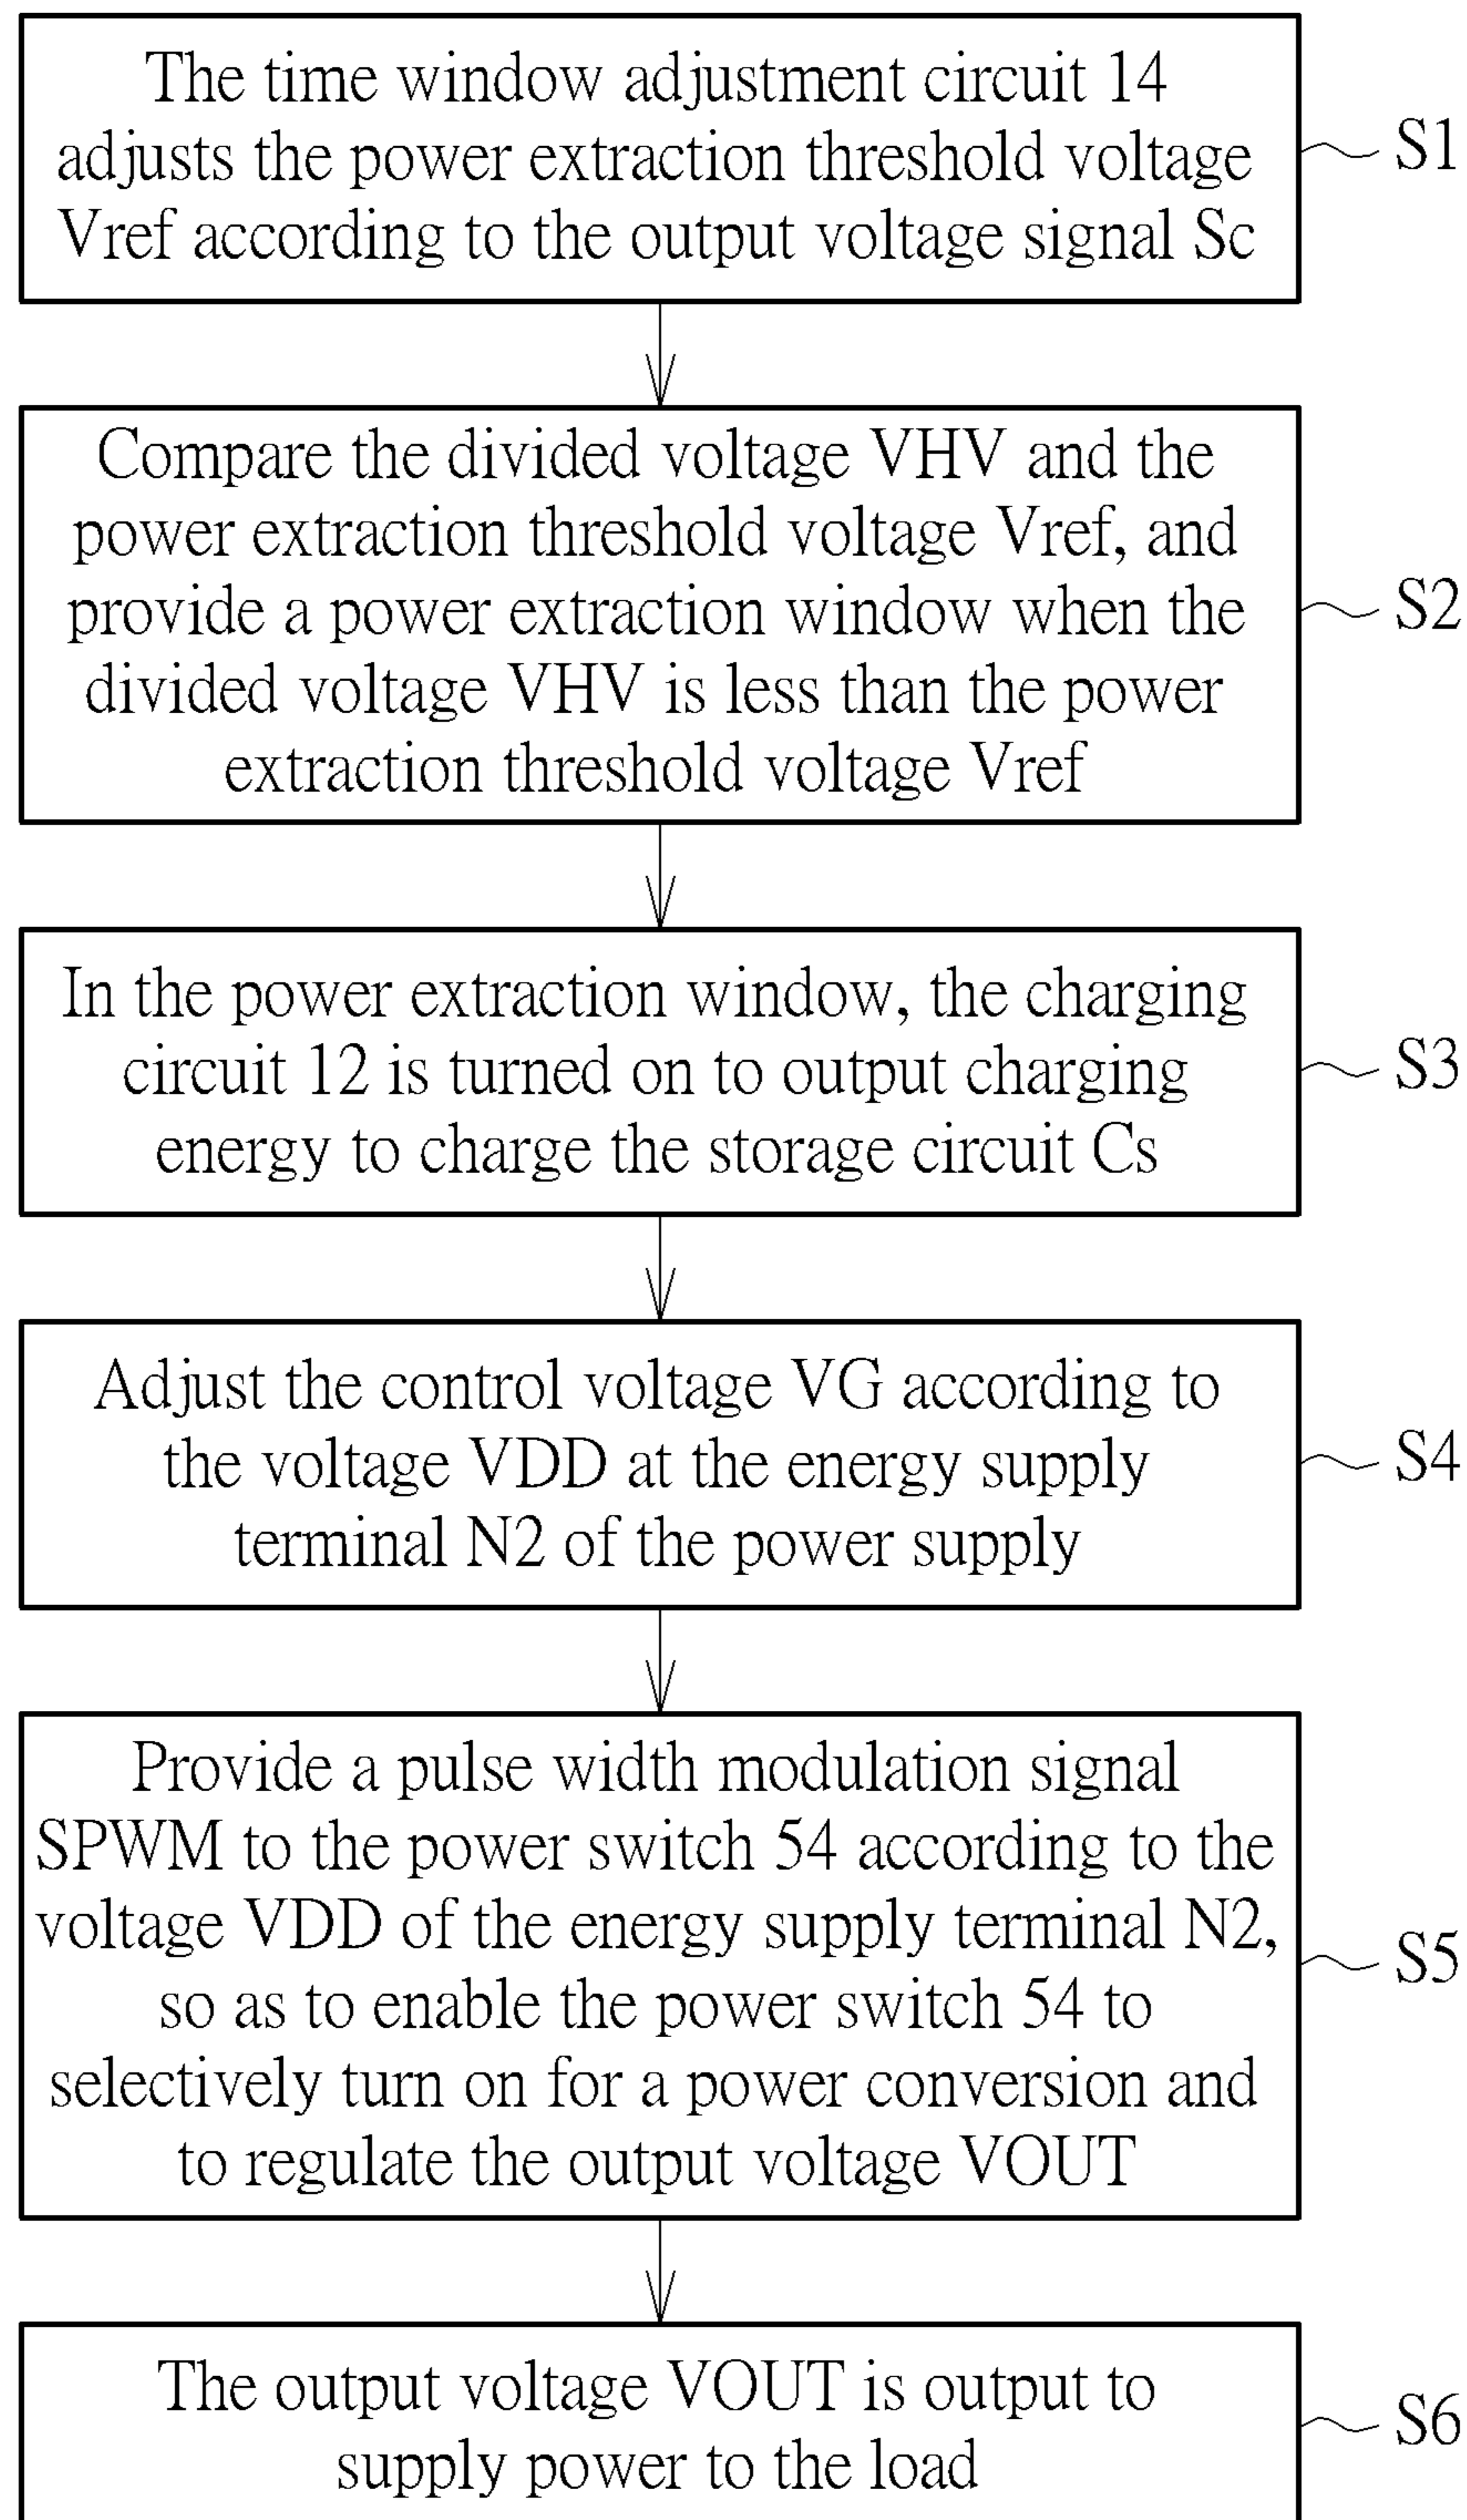 The time window adjustment circuit 14
adjusts the power extraction threshold voltage
Vref according to the output voltage signal Sc
S1
Compare the divided voltage VHV and the
power extraction threshold voltage Vref, and
provide a power extraction window when the
divided voltage VHV is less than the power
extraction threshold voltage Vref
S2
In the power extraction window, the charging
circuit 12 is turned on to output charging
energy to charge the storage circuit Cs
S3
Adjust the control voltage VG according to
the voltage VDD at the energy supply
terminal N2 of the power supply
S4
Provide a pulse width modulation signal
SPWM to the power switch 54 according to the
voltage VDD of the energy supply terminal N2,
so as to enable the power switch 54 to
selectively turn on for a power conversion and
to regulate the output voltage VOUT
S5
The output voltage VOUT is output to
supply power to the load
S6